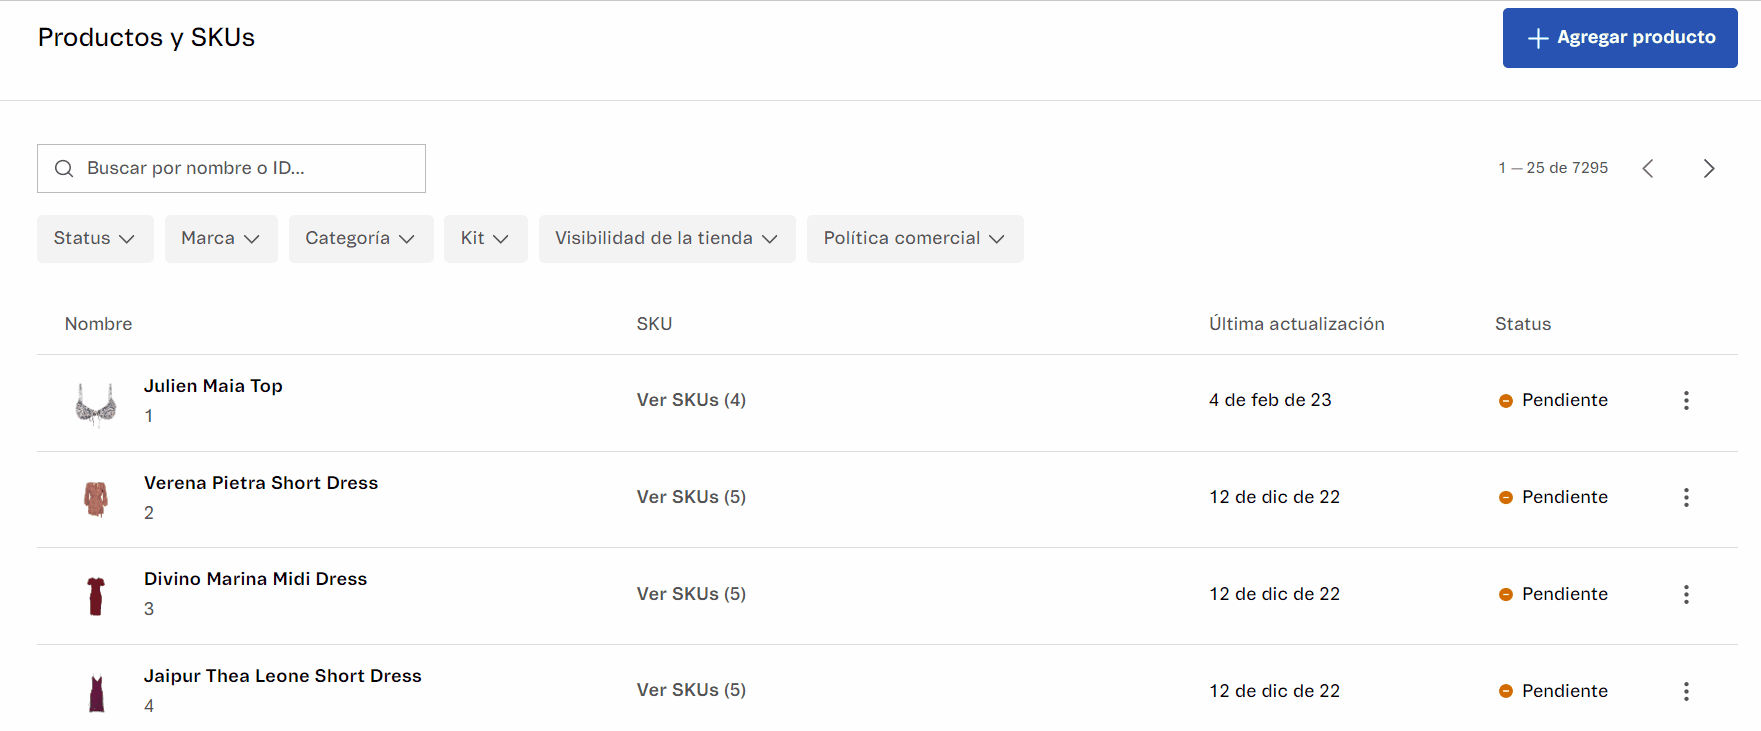 Productos y SKUs
Agregar producto
Buscar por nombre o ID...
1 — 25 de 7295
Status Marca Categoría Kit Visibilidad de la tienda Política comercial
Nombre SKU Última actualización Status
Julien Maia Top
1
Ver SKUs (4) 4 de feb de 23 Pendiente
Verena Pietra Short Dress
2
Ver SKUs (5) 12 de dic de 22 Pendiente
Divino Marina Midi Dress
3
Ver SKUs (5) 12 de dic de 22 Pendiente
Jaipur Thea Leone Short Dress
4
Ver SKUs (5) 12 de dic de 22 Pendiente